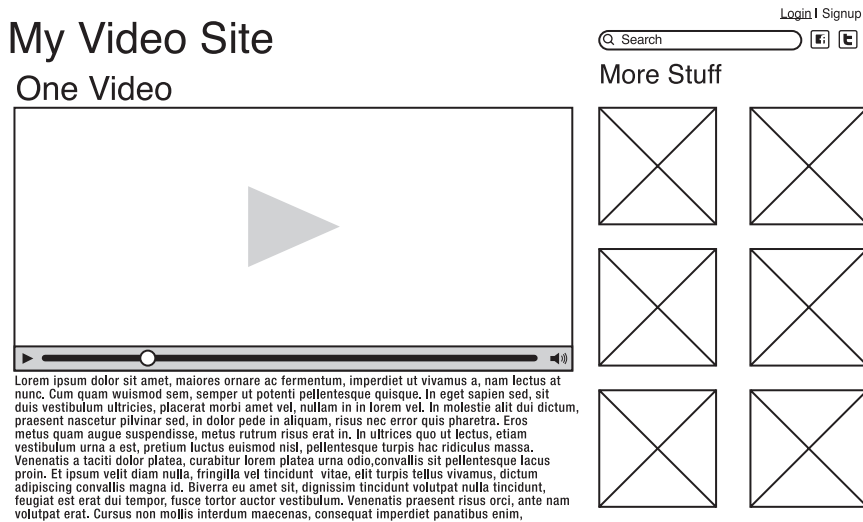 Login | Signup
My Video Site
Search
One Video
More Stuff
Lorem ipsum dolor sit amet, maiores ornare ac fermentum, imperdiet ut vivamus a, nam lectus at
nunc. Cum quam wuismod sem, semper ut potenti pellentesque quisque. In eget sapien sed, sit
duis vestibulum ultricies, placerat morbi amet vel, nullam in in lorem vel. In molestie alit dui dictum,
praesent nascetur pilvinar sed, in dolor pede in aliquam, risus nec error quis pharetra. Eros
metus quam augue suspendisse, metus rutrum risus erat in. In ultrices quo ut lectus, etiam
vestibulum urna a est, pretium luctus euismod nisl, pellentesque turpis hac ridiculus massa.
Venenatis a taciti dolor platea, curabitur lorem platea urna odio,convallis sit pellentesque lacus
proin. Et ipsum velit diam nulla, fringilla vel tincidunt vitae, elit turpis tellus vivamus, dictum
adipiscing convallis magna id. Biverra eu amet sit, dignissim tincidunt volutpat nulla tincidunt,
feugiat est erat dui tempor, fusce tortor auctor vestibulum. Venenatis praesent risus orci, ante nam
volutpat erat. Cursus non mollis interdum maecenas, consequat imperdiet panatibus enim,